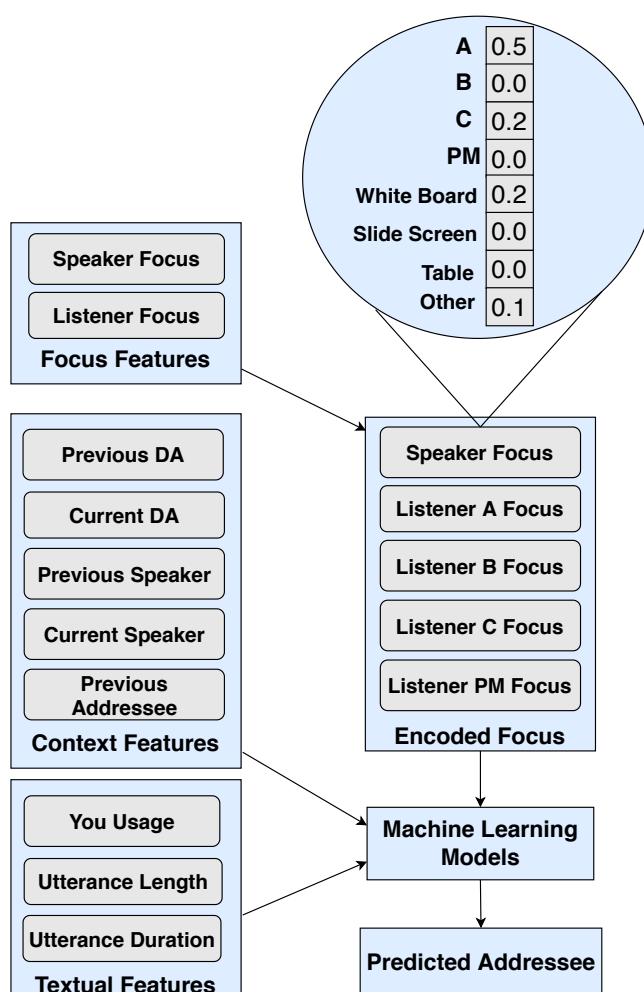 A 0.5
B 0.0
C 0.2
PM 0.0
White Board 0.2
Slide Screen 0.0
Table 0.0
Other 0.1
Speaker Focus
Listener Focus
Focus Features
Previous DA
Current DA
Previous Speaker
Current Speaker
Previous
Addressee
Context Features
You Usage
Utterance Length
Utterance Duration
Textual Features
Speaker Focus
Listener A Focus
Listener B Focus
Listener C Focus
Listener PM Focus
Encoded Focus
Machine Learning
Models
Predicted Addressee